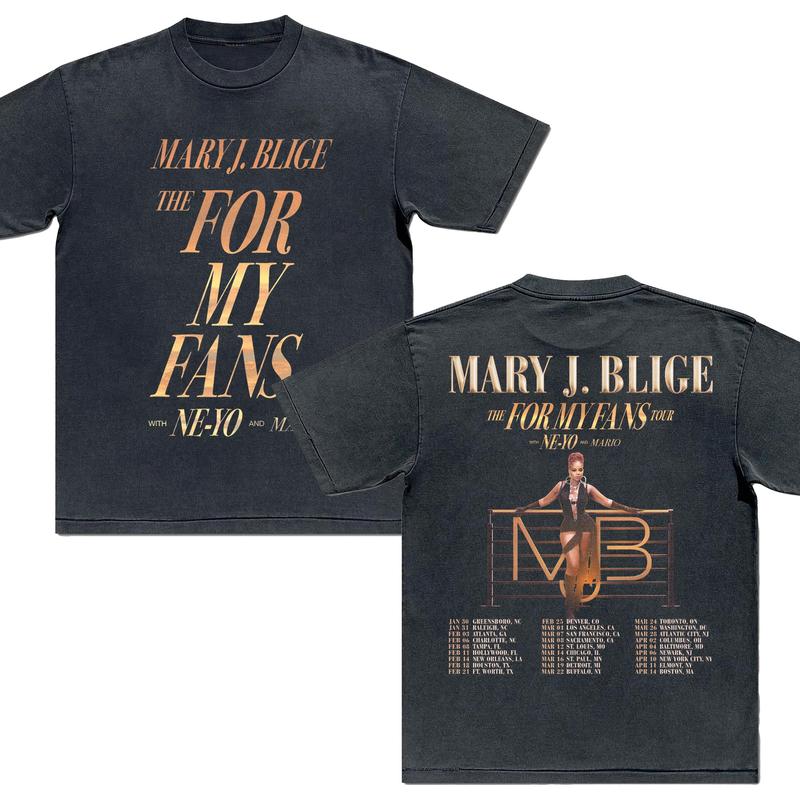 MARY J. BLIGE
THE FOR
MY
FANS
WITH NE-YO AND MA
MARY J. BLIGE
THE FOR MY FANS TOUR
WITH NE-YO AND MARIO
MJB
JAN 30 GREENSBORO, NC
JAN 31 RALEIGH, NC
FEB 03 ATLANTA, GA
FEB 06 CHARLOTTE, NC
FEB 08 TAMPA, FL
FEB 11 HOLLYWOOD, FL
FEB 14 NEW ORLEANS, LA
FEB 18 HOUSTON, TX
FEB 21 FT. WORTH, TX
FEB 25 DENVER, CO
MAR 01 LOS ANGELES, CA
MAR 07 SAN FRANCISCO, CA
MAR 08 SACRAMENTO, CA
MAR 12 ST. LOUIS, MO
MAR 14 CHICAGO, IL
MAR 16 ST. PAUL, MN
MAR 19 DETROIT, MI
MAR 22 BUFFALO, NY
MAR 24 TORONTO, ON
MAR 26 WASHINGTON, DC
MAR 28 ATLANTIC CITY, NJ
APR 02 COLUMBUS, OH
APR 04 BALTIMORE, MD
APR 06 NEWARK, NJ
APR 10 NEW YORK CITY, NY
APR 11 ELMONT, NY
APR 14 BOSTON, MA